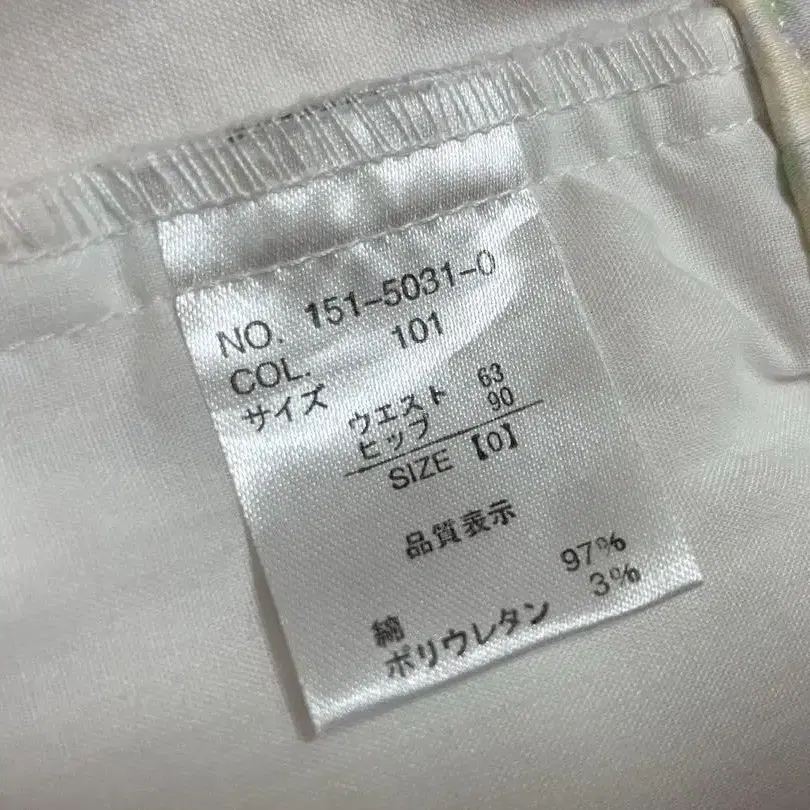 NO. 151-5031-0
COL. 101
サイズ
ウエスト 63
ヒップ 90
SIZE【0】
品質表示
綿 97%
ポリウレタン 3%